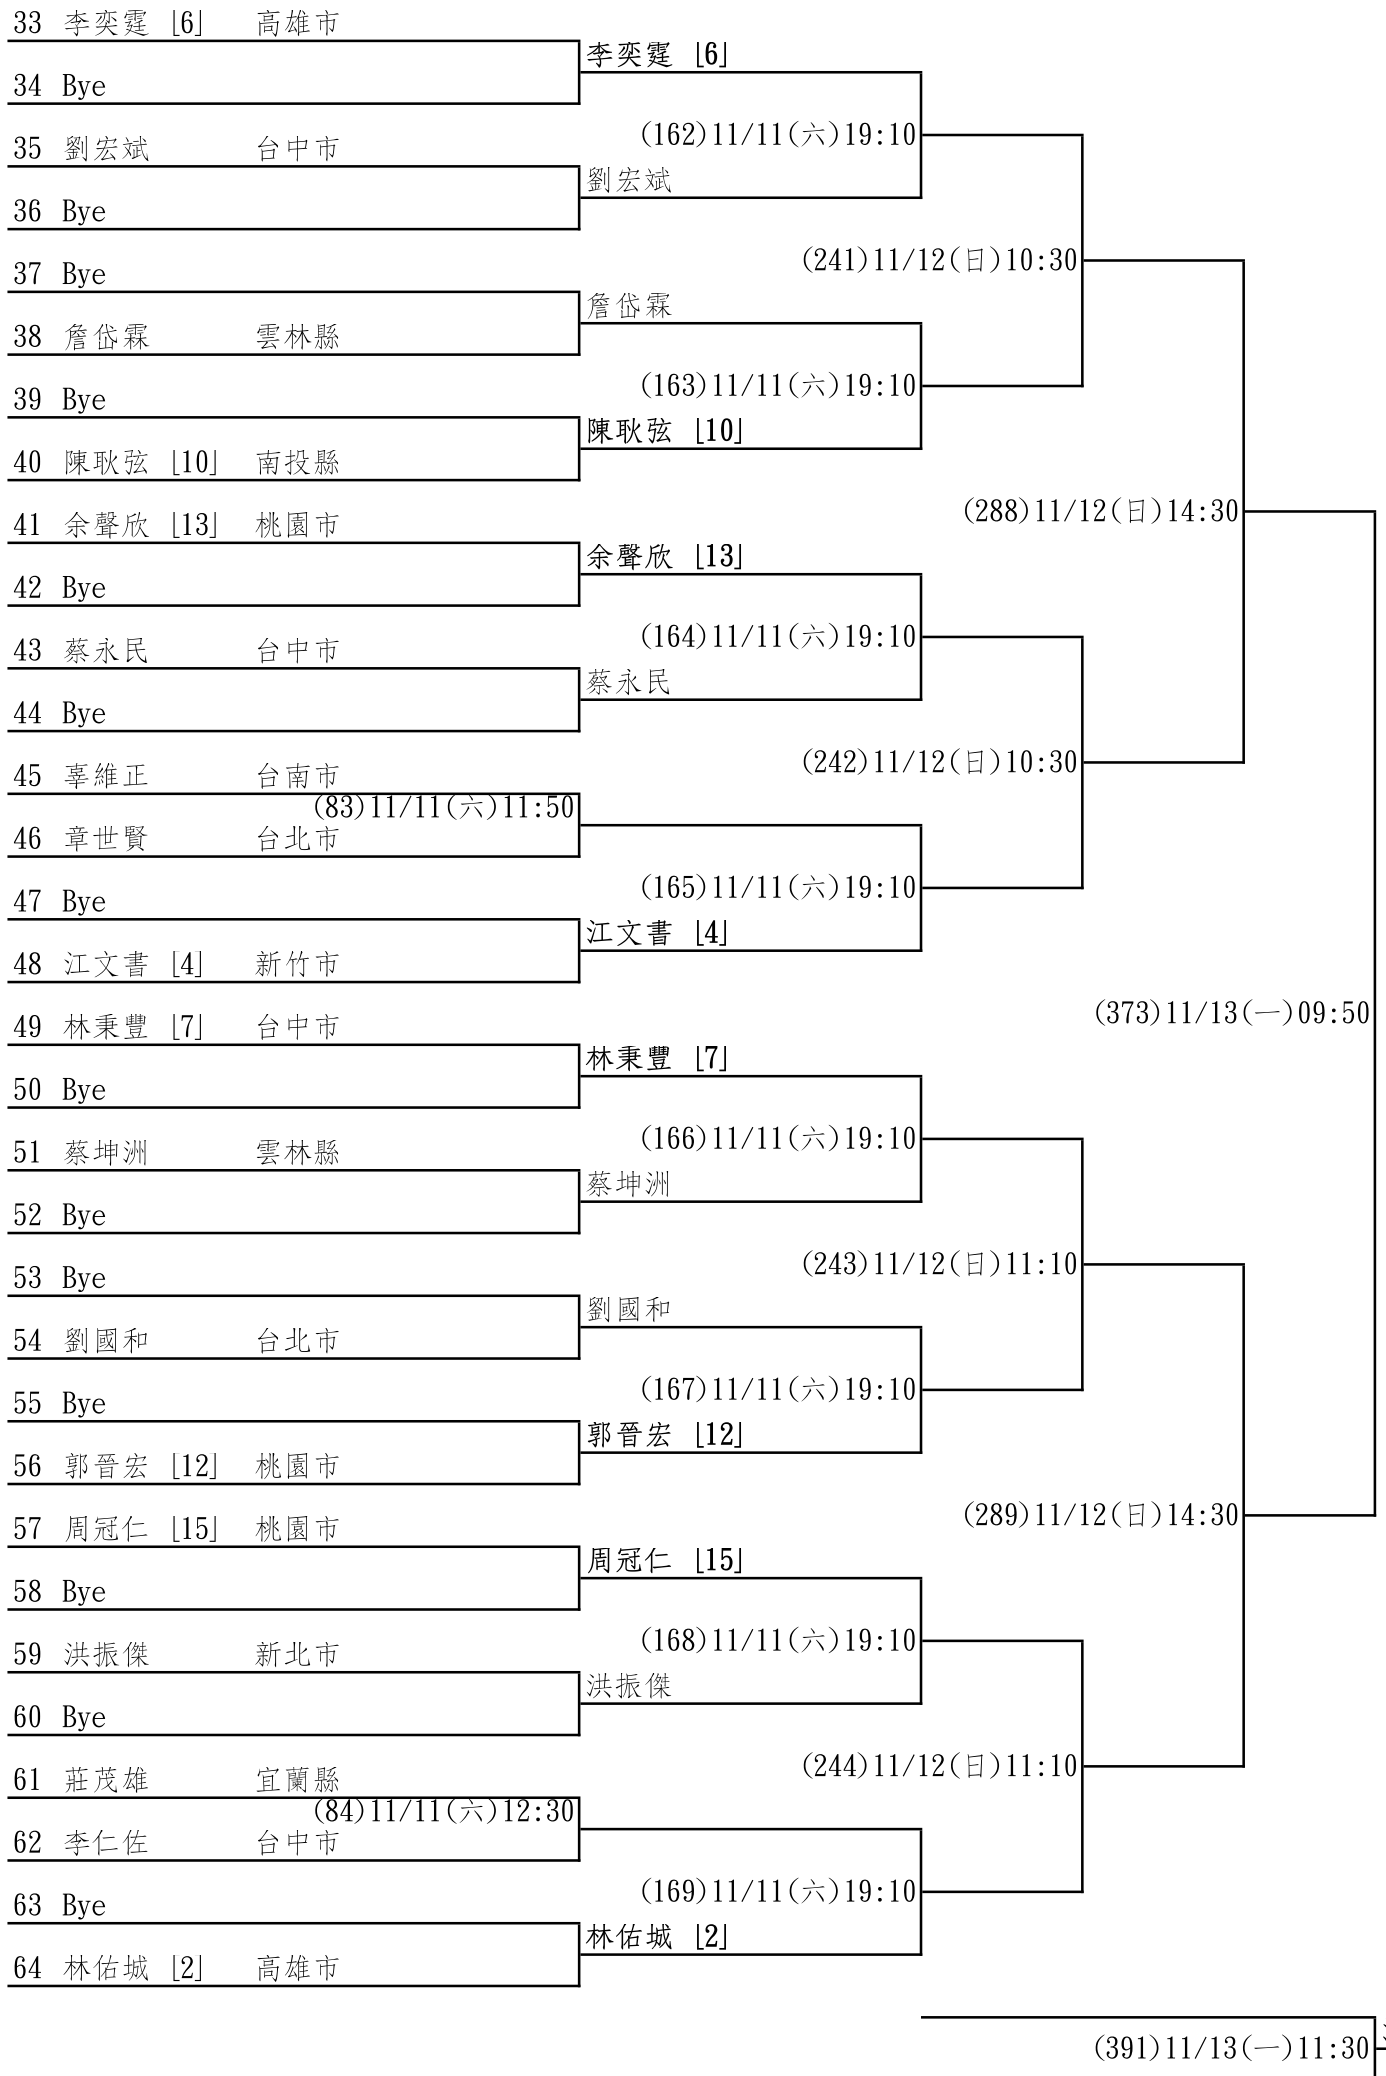 33 李奕霆 [6] 高雄市
李奕霆 [6]
34 Bye
(162)11/11(六)19:10
35 劉宏斌 台中市
劉宏斌
36 Bye
(241)11/12(日)10:30
37 Bye
詹岱霖
38 詹岱霖 雲林縣
(163)11/11(六)19:10
39 Bye
陳耿弦 [10]
40 陳耿弦 [10] 南投縣
(288)11/12(日)14:30
41 余聲欣 [13] 桃園市
余聲欣 [13]
42 Bye
(164)11/11(六)19:10
43 蔡永民 台中市
蔡永民
44 Bye
(242)11/12(日)10:30
45 辜維正 台南市
(83)11/11(六)11:50
46 章世賢 台北市
(165)11/11(六)19:10
47 Bye
江文書 [4]
48 江文書 [4] 新竹市
(373)11/13(一)09:50
49 林秉豐 [7] 台中市
林秉豐 [7]
50 Bye
(166)11/11(六)19:10
51 蔡坤洲 雲林縣
蔡坤洲
52 Bye
(243)11/12(日)11:10
53 Bye
劉國和
54 劉國和 台北市
(167)11/11(六)19:10
55 Bye
郭晉宏 [12]
56 郭晉宏 [12] 桃園市
(289)11/12(日)14:30
57 周冠仁 [15] 桃園市
周冠仁 [15]
58 Bye
(168)11/11(六)19:10
59 洪振傑 新北市
洪振傑
60 Bye
(244)11/12(日)11:10
61 莊茂雄 宜蘭縣
(84)11/11(六)12:30
62 李仁佐 台中市
(169)11/11(六)19:10
63 Bye
林佑城 [2]
64 林佑城 [2] 高雄市
(391)11/13(一)11:30